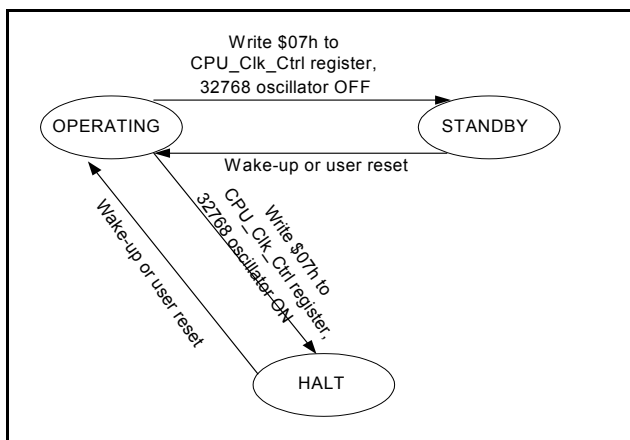 Write $07h to
CPU_Clk_Ctrl register,
32768 oscillator OFF
OPERATING
STANDBY
Wake-up or user reset
Write $07h to
CPU_Clk_Ctrl register,
32768 oscillator ON
Wake-up or user reset
HALT